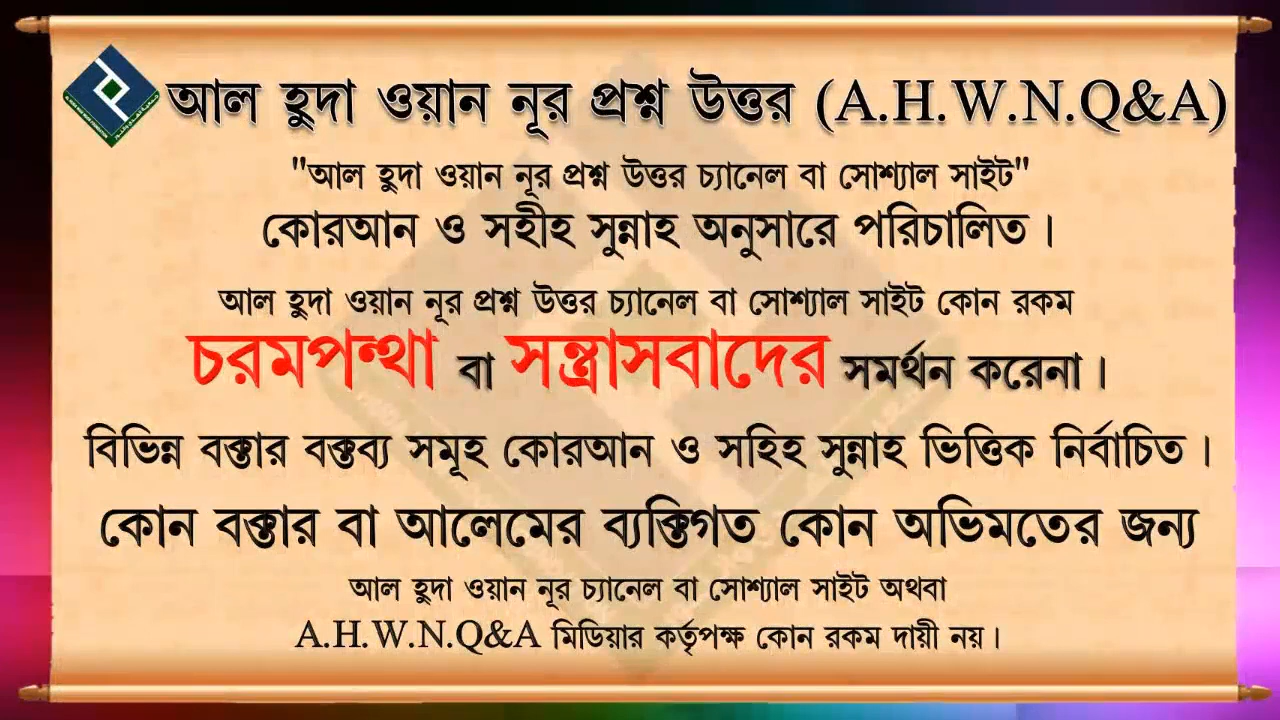 আল হুদা ওয়ান নূর প্রশ্ন উত্তর (A.H.W.N.Q&A)
"আল হুদা ওয়ান নূর প্রশ্ন উত্তর চ্যানেল বা সোশ্যাল সাইট"
কোরআন ও সহীহ সুন্নাহ অনুসারে পরিচালিত।
আল হুদা ওয়ান নূর প্রশ্ন উত্তর চ্যানেল বা সোশ্যাল সাইট কোন রকম
চরমপন্থা বা সন্ত্রাসবাদের সমর্থন করেনা।
বিভিন্ন বক্তার বক্তব্য সমূহ কোরআন ও সহিহ সুন্নাহ ভিত্তিক নির্বাচিত।
কোন বক্তার বা আলেমের ব্যক্তিগত কোন অভিমতের জন্য
আল হুদা ওয়ান নূর চ্যানেল বা সোশ্যাল সাইট অথবা
A.H.W.N.Q&A মিডিয়ার কর্তৃপক্ষ কোন রকম দায়ী নয়।